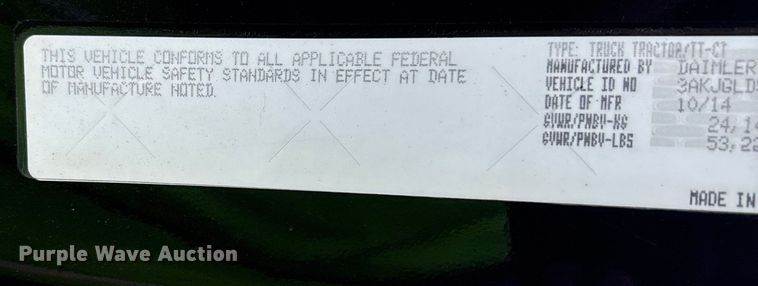 THIS VEHICLE CONFORMS TO ALL APPLICABLE FEDERAL
MOTOR VEHICLE SAFETY STANDARDS IN EFFECT AT DATE
OF MANUFACTURE NOTED.
TYPE: TRUCK TRACTOR/TT-CT
MANUFACTURED BY DAIMLER
VEHICLE ID NO 3AKJGLD
DATE OF MFR 10/14
GVWR/PNBV-KG 24,14
GVWR/PNBV-LBS 53,22
MADE IN
Purple Wave Auction